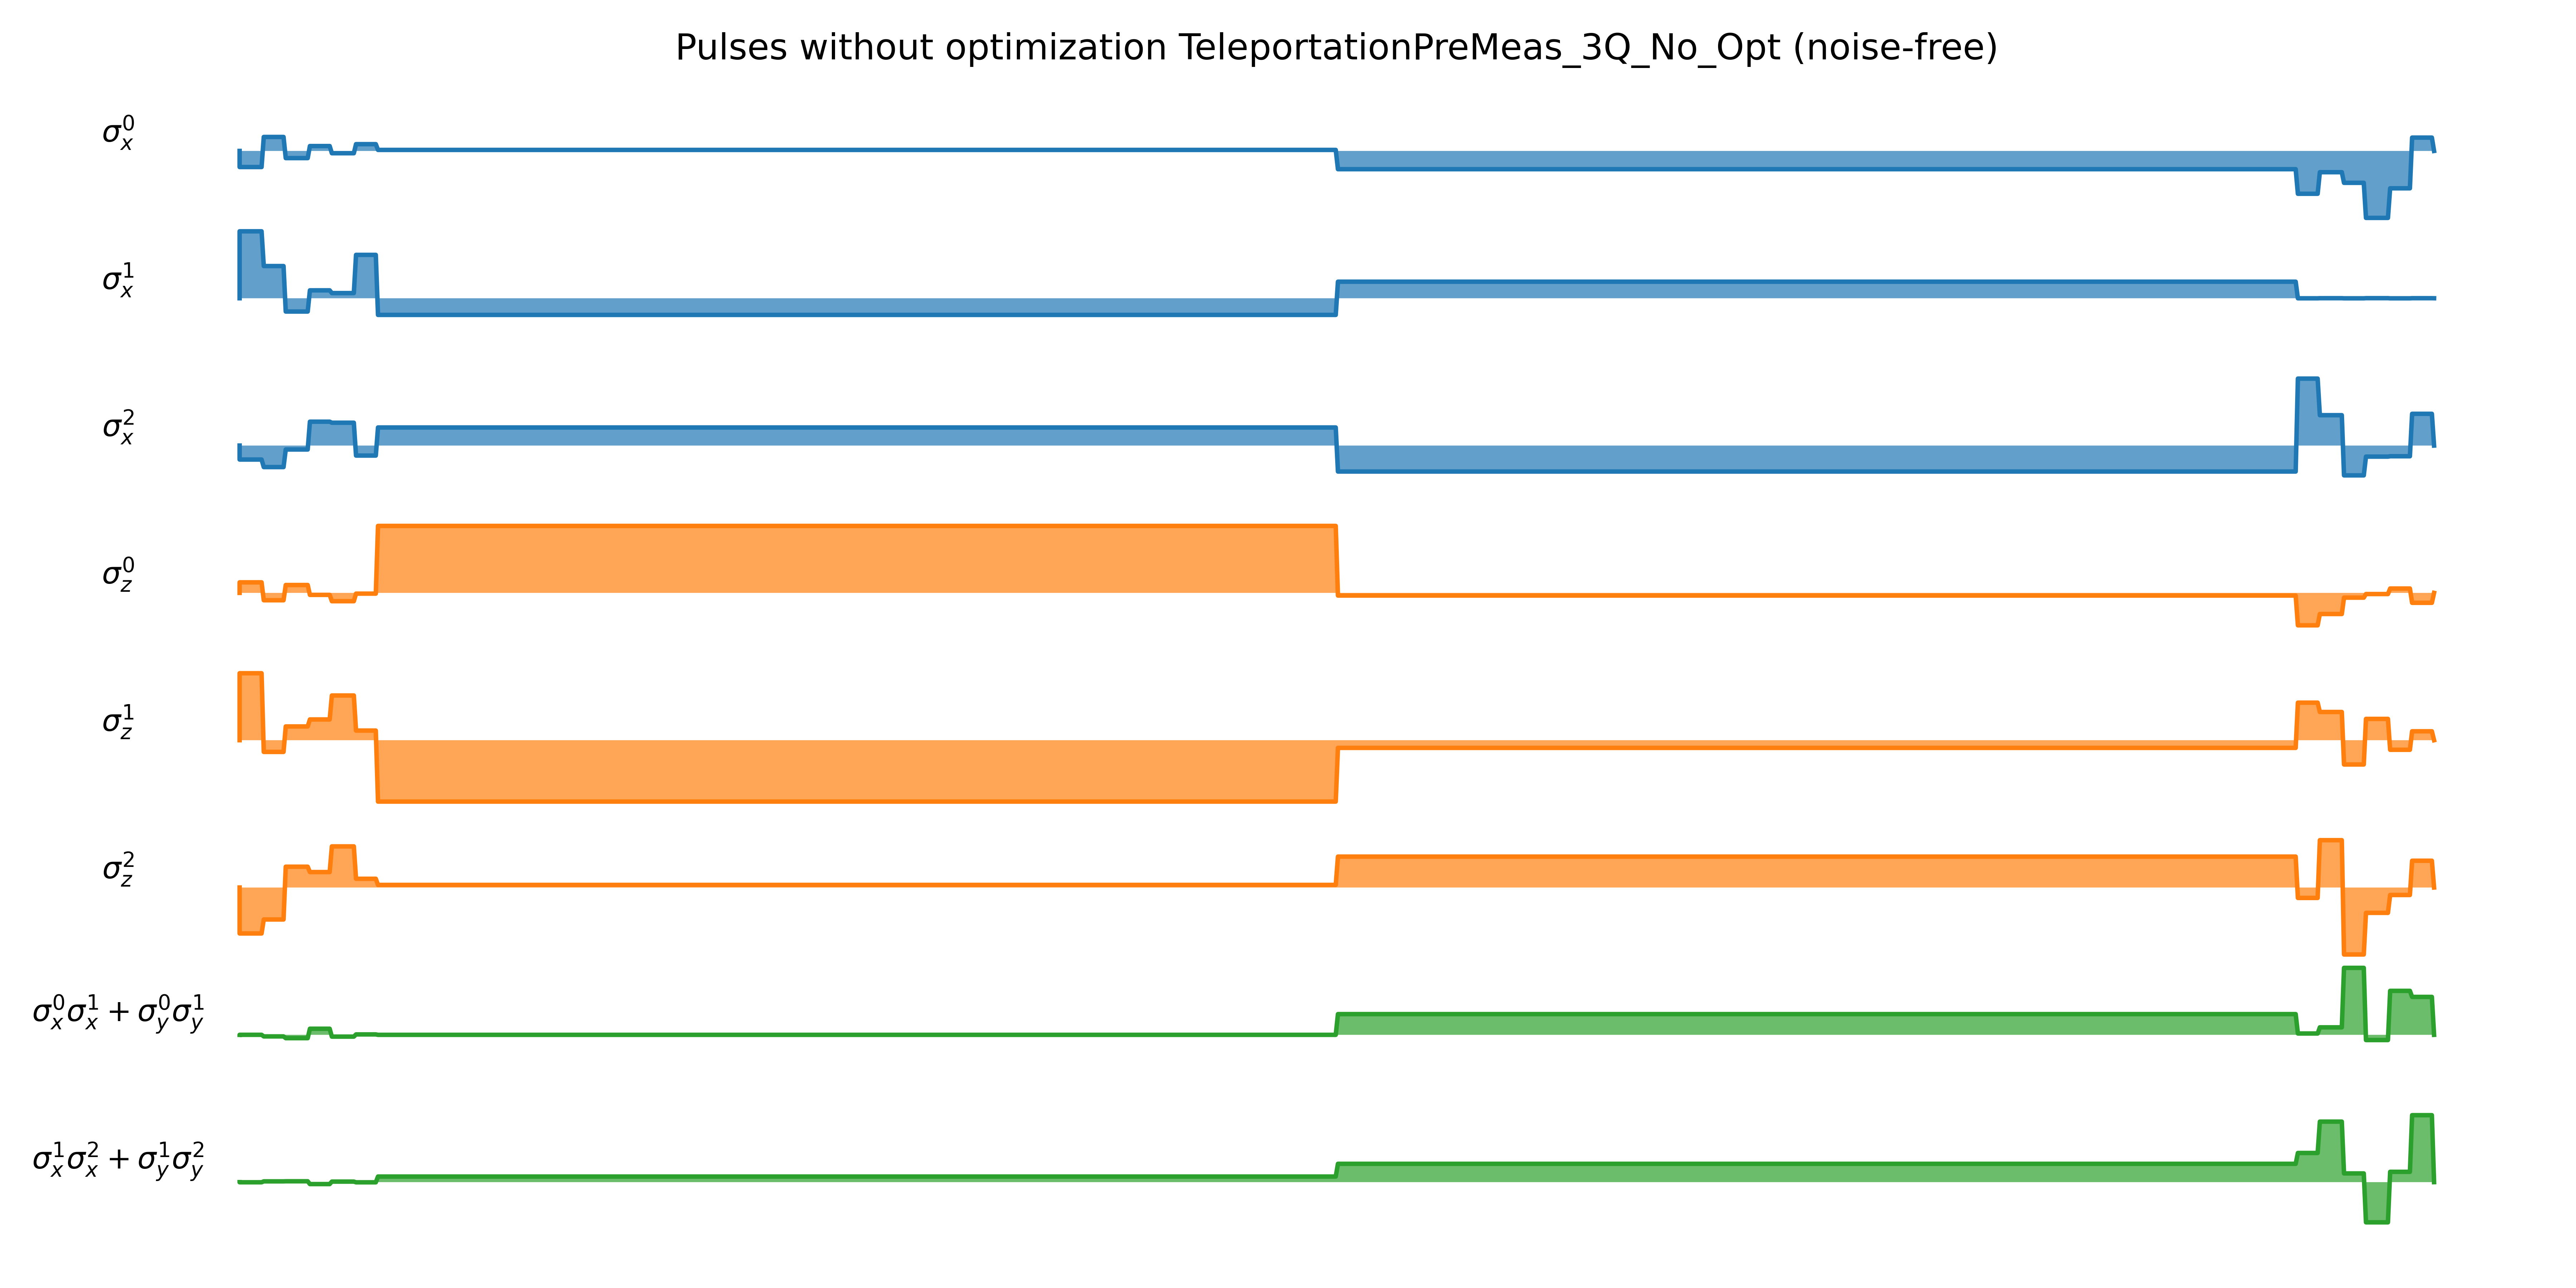 Pulses without optimization TeleportationPreMeas_3Q_No_Opt (noise-free)
σ_x^0
σ_x^1
σ_x^2
σ_z^0
σ_z^1
σ_z^2
σ_x^0σ_x^1 + σ_y^0σ_y^1
σ_x^1σ_x^2 + σ_y^1σ_y^2